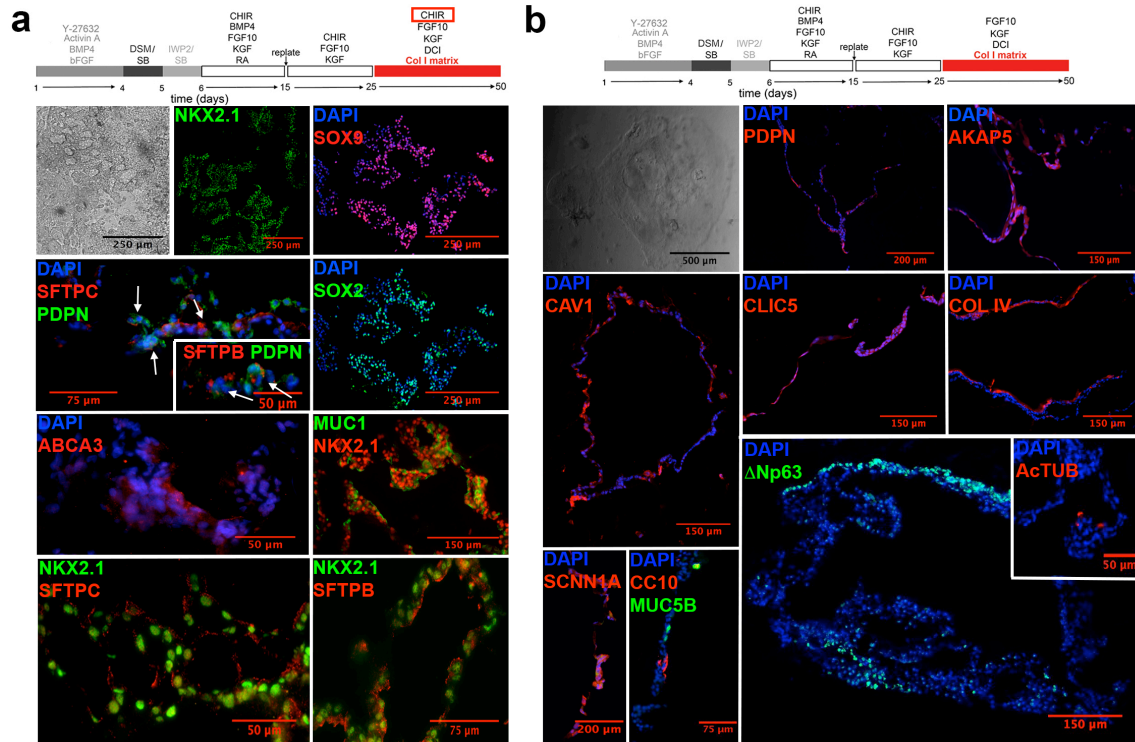 a
Y-27632
Activin A
BMP4
bFGF
DSM/
SB
IWP2/
SB
CHIR
BMP4
FGF10
KGF
RA
replate
CHIR
FGF10
KGF
CHIR
FGF10
KGF
DCI
Col I matrix
1
4
5
6
15
25
50
time (days)
250 µm
NKX2.1
250 µm
DAPI
SOX9
250 µm
DAPI
SFTPC
PDPN
75 µm
SFTPB PDPN
50 µm
DAPI
SOX2
250 µm
DAPI
ABCA3
50 µm
MUC1
NKX2.1
150 µm
NKX2.1
SFTPC
50 µm
NKX2.1
SFTPB
75 µm
b
Y-27632
Activin A
BMP4
bFGF
DSM/
SB
IWP2/
SB
CHIR
BMP4
FGF10
KGF
RA
replate
CHIR
FGF10
KGF
FGF10
KGF
DCI
Col I matrix
1
4
5
6
15
25
50
time (days)
500 µm
DAPI
PDPN
200 µm
DAPI
AKAP5
150 µm
DAPI
CAV1
150 µm
DAPI
CLIC5
150 µm
DAPI
COL IV
150 µm
DAPI
SCNN1A
200 µm
DAPI
CC10
MUC5B
75 µm
DAPI
ΔNp63
150 µm
DAPI
AcTUB
50 µm